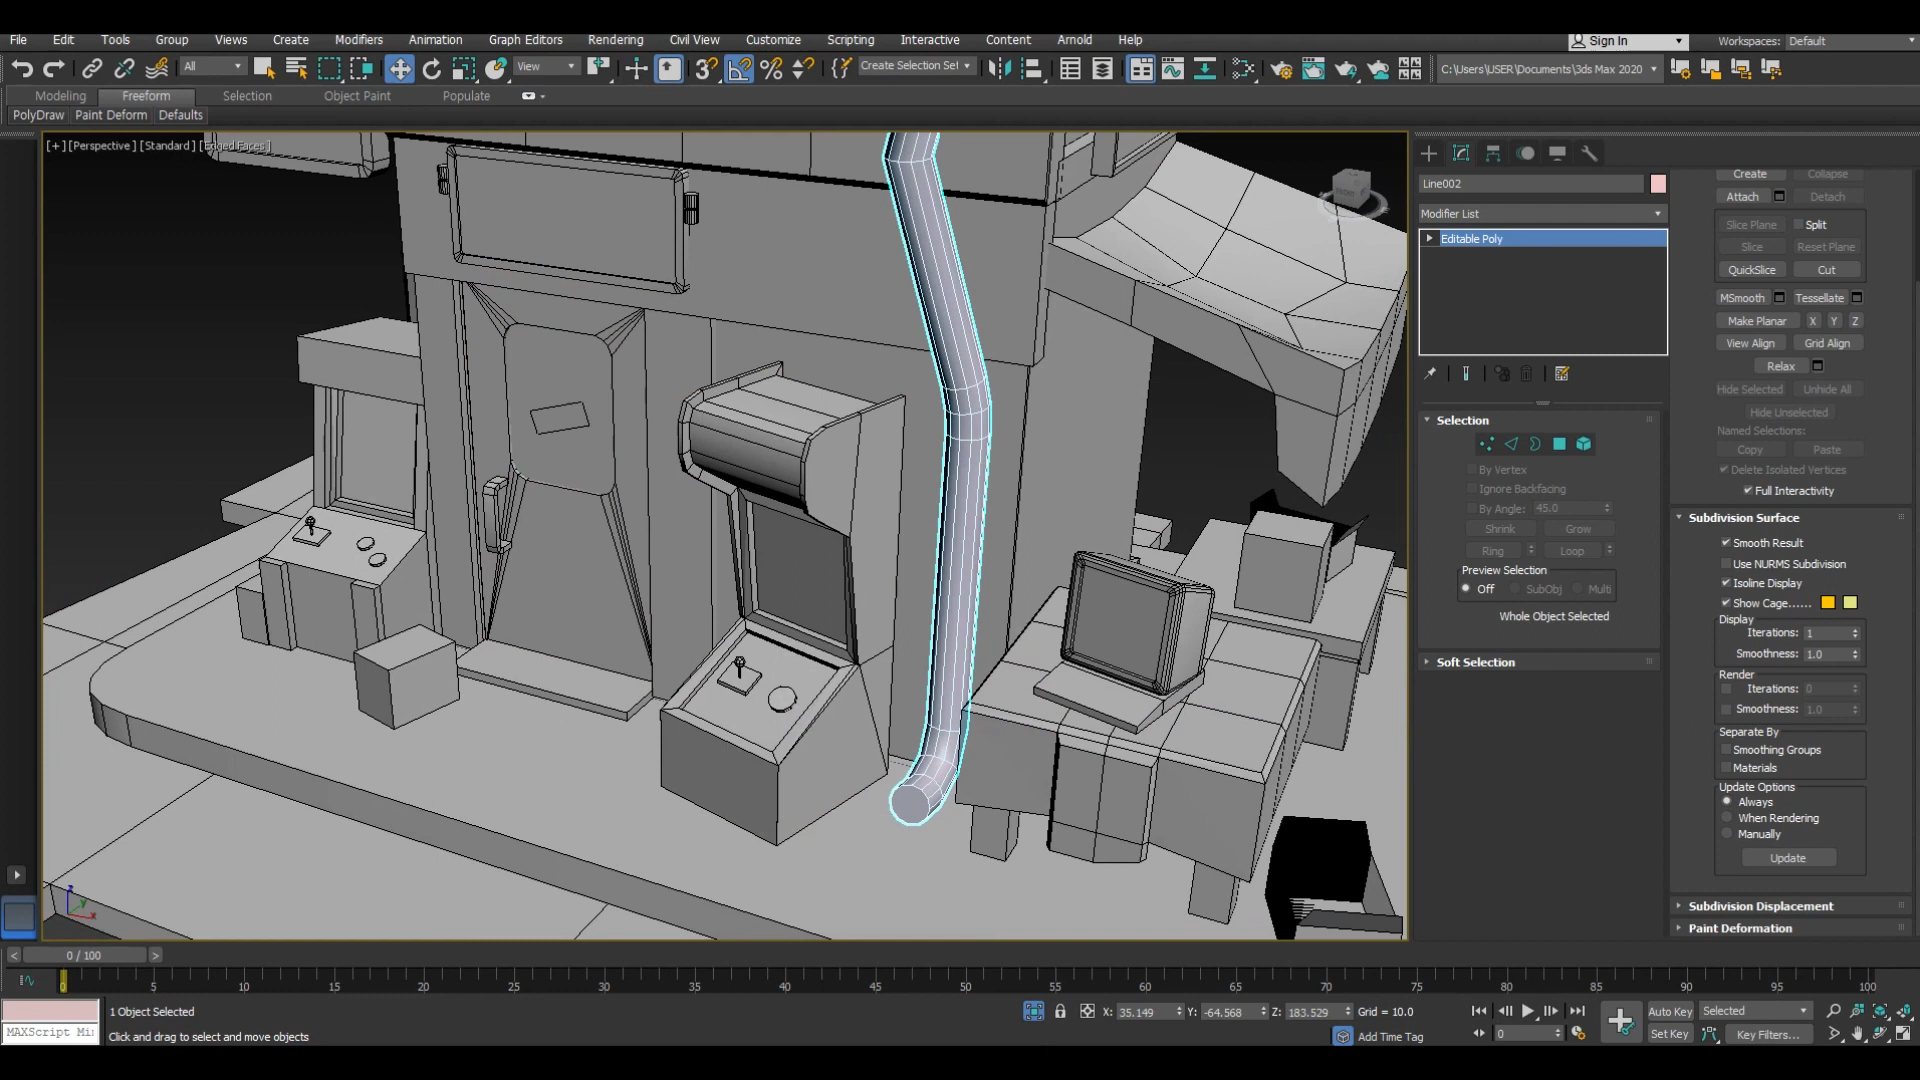 File Edit Tools Group Views Create Modifiers Animation Graph Editors Rendering Civil View Customize Scripting Interactive Content Arnold Help Sign In Workspaces: Default
All View Create Selection Set C:\Users\USER\Documents\3ds Max 2020
Modeling Freeform Selection Object Paint Populate
PolyDraw Paint Deform Defaults
[+] [Perspective] [Standard] [Edged Faces]
Create Collapse
Line002
Attach Detach
Modifier List
Slice Plane Split
Editable Poly
Slice Reset Plane
QuickSlice Cut
MSmooth Tessellate
Make Planar X Y Z
View Align Grid Align
Relax
Hide Selected Unhide All
Hide Unselected
Selection
Named Selections:
Copy Paste
By Vertex
Delete Isolated Vertices
Ignore Backfacing
Full Interactivity
By Angle: 45.0
Subdivision Surface
Shrink Grow
Smooth Result
Ring Loop
Use NURMS Subdivision
Preview Selection
Isoline Display
Off SubObj Multi
Show Cage......
Whole Object Selected
Display
Iterations: 1
Smoothness: 1.0
Soft Selection
Render
Iterations: 0
Smoothness: 1.0
Separate By
Smoothing Groups
Materials
Update Options
Always
When Rendering
Manually
Update
Subdivision Displacement
Paint Deformation
z
y
x
FRONT
< 0 / 100 >
0 5 10 15 20 25 30 35 40 45 50 55 60 65 70 75 80 85 90 95 100
1 Object Selected X: 35.149 Y: -64.568 Z: 183.529 Grid = 10.0 Auto Key Selected
MAXScript Mi Click and drag to select and move objects Add Time Tag 0 Set Key Key Filters...